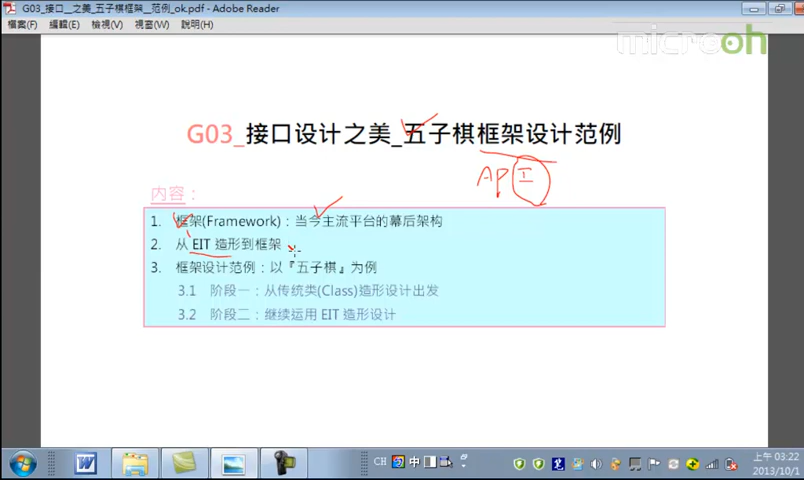 G03_接口__之美_五子棋框架__范例_ok.pdf - Adobe Reader
檔案(F) 編輯(E) 檢視(V) 視窗(W) 說明(H)
microoh
G03_接口设计之美_五子棋框架设计范例
API
内容：
1. 框架(Framework)：当今主流平台的幕后架构
2. 从 EIT 造形到框架
3. 框架设计范例：以『五子棋』为例
3.1 阶段一：从传统类(Class)造形设计出发
3.2 阶段二：继续运用 EIT 造形设计
CH 中
上午 03:22
2013/10/1